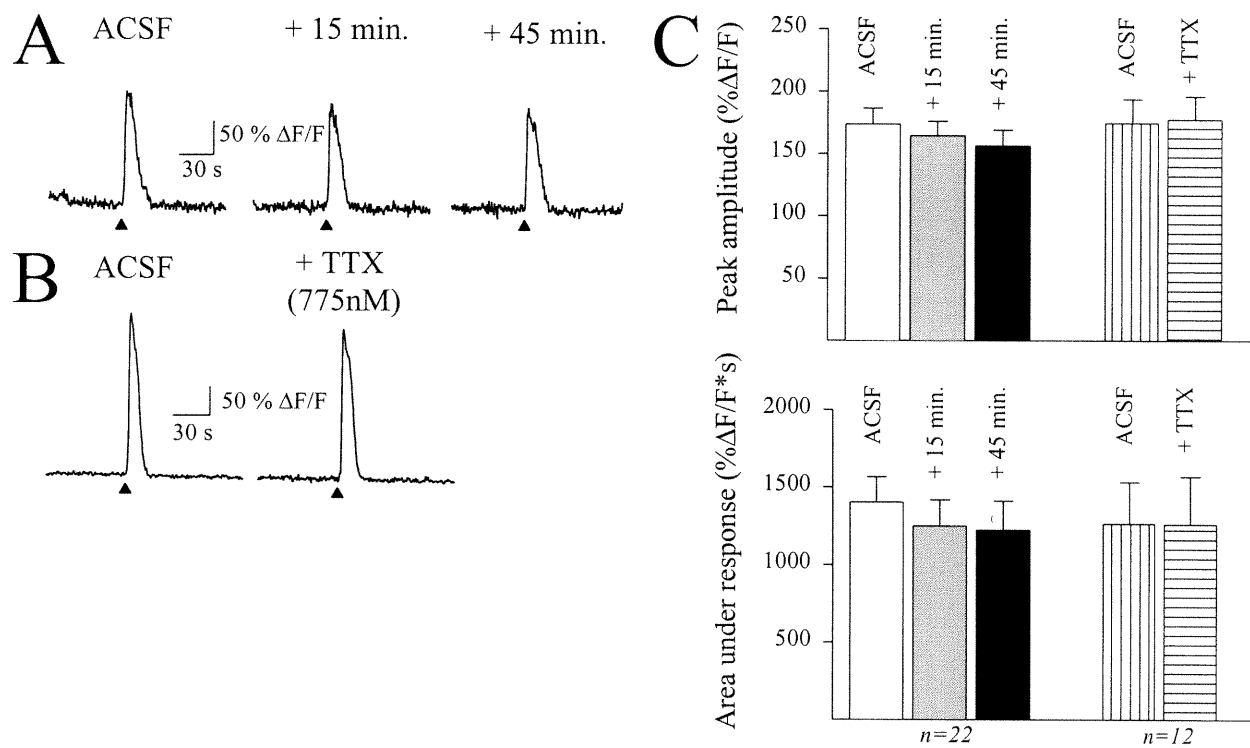 A
ACSF
+ 15 min.
+ 45 min.
50 % ΔF/F
30 s
B
ACSF
+ TTX
(775nM)
50 % ΔF/F
30 s
C
Peak amplitude (%ΔF/F)
250
200
150
100
50
ACSF
+ 15 min.
+ 45 min.
ACSF
+ TTX
Area under response (%ΔF/F*s)
2000
1500
1000
500
ACSF
+ 15 min.
+ 45 min.
ACSF
+ TTX
n=22
n=12